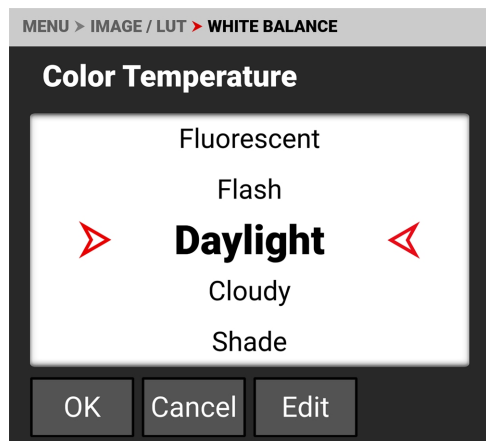 MENU > IMAGE / LUT > WHITE BALANCE
Color Temperature
Fluorescent
Flash
Daylight
Cloudy
Shade
OK Cancel Edit